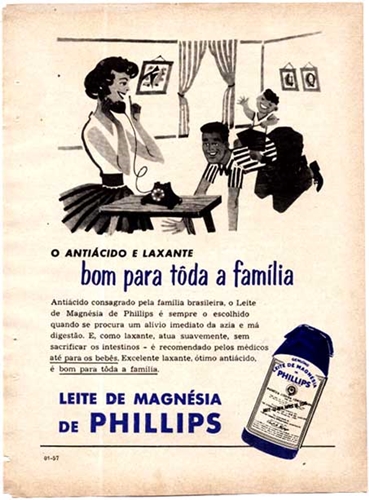 O ANTIÁCIDO E LAXANTE
bom para tôda a família
Antiácido consagrado pela família brasileira, o Leite
de Magnésia de Phillips é sempre o escolhido
quando se procura um alívio imediato da azia e má
digestão. E, como laxante, atua suavemente, sem
sacrificar os intestinos - é recomendado pelos médicos
até para os bebês. Excelente laxante, ótimo antiácido,
é bom para tôda a família.
LEITE DE MAGNÉSIA
DE PHILLIPS
GENUINO
LEITE DE MAGNÉSIA
DE
PHILLIPS
01-57